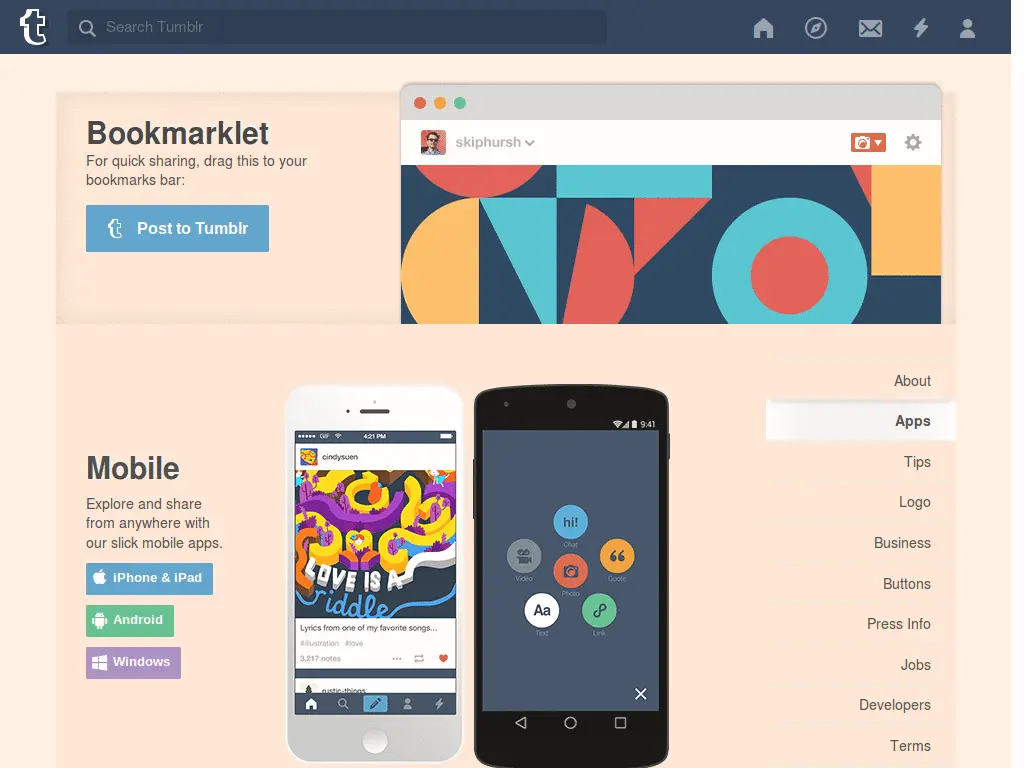 Search Tumblr
Bookmarklet
For quick sharing, drag this to your
bookmarks bar:
Post to Tumblr
skiphursh
About
Apps
Tips
Logo
Business
Buttons
Press Info
Jobs
Developers
Terms
Mobile
Explore and share
from anywhere with
our slick mobile apps.
iPhone & iPad
Android
Windows
GIF
4:21 PM
cindysuen
LOVE IS A
riddle
Lyrics from one of my favorite songs...
#illustration #love
3,217 notes
rustic-things
9:41
hi!
Chat
Video
Quote
Photo
Aa
Text
Link